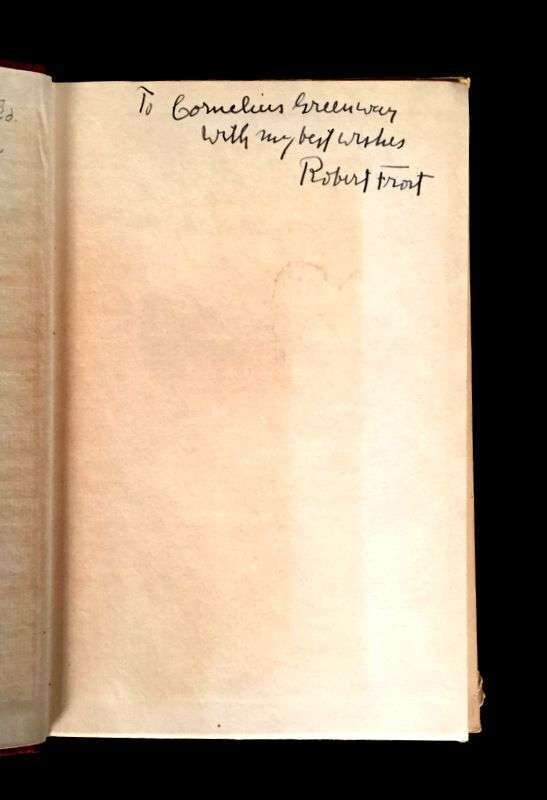 To Cornelius Greenway
with my best wishes
Robert Frost